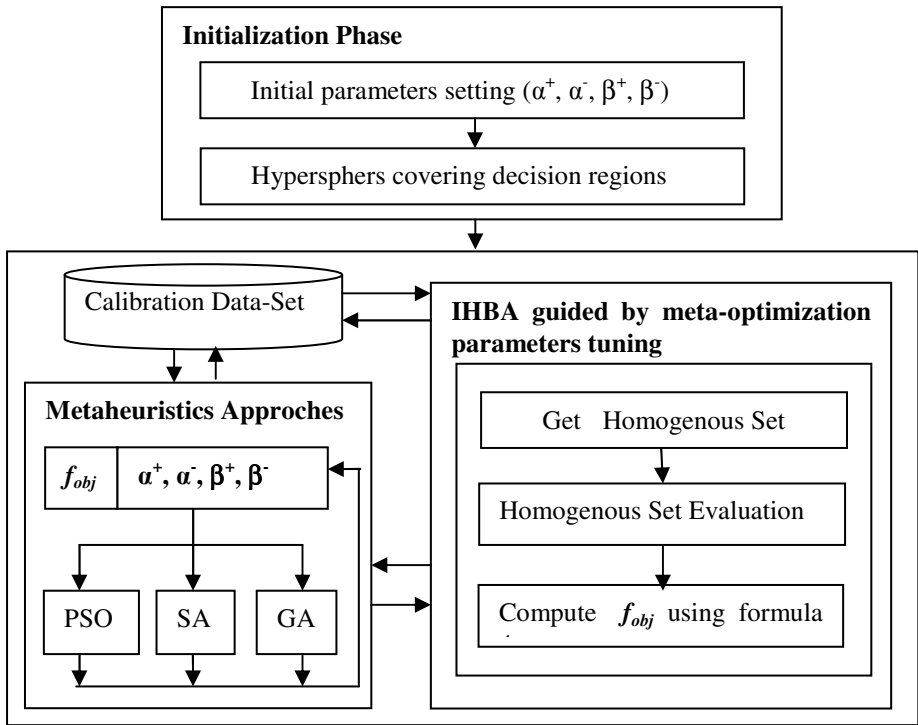 Initialization Phase
Initial parameters setting (α⁺, α⁻, β⁺, β⁻)
Hypersphers covering decision regions
Calibration Data-Set
Metaheuristics Approches
f_obj α⁺, α⁻, β⁺, β⁻
PSO SA GA
IHBA guided by meta-optimization
parameters tuning
Get Homogenous Set
Homogenous Set Evaluation
Compute f_obj using formula